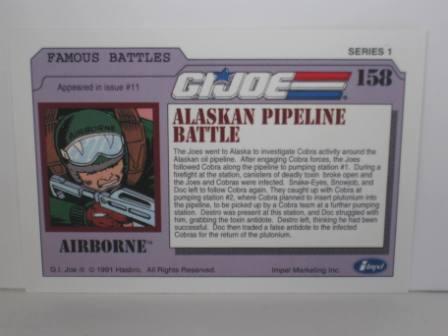 FAMOUS BATTLES
SERIES 1
Appeared in issue #11
G.I. JOE
158
ALASKAN PIPELINE
BATTLE
AIRBORNE
The Joes went to Alaska to investigate Cobra activity around the
Alaskan oil pipeline. After engaging Cobra forces, the Joes
followed Cobra along the pipeline to pumping station #1. During a
firefight at the station, canisters of deadly toxin broke open and
the Joes and Cobras were infected. Snake-Eyes, Snowjob, and
Doc left to follow Cobra again. They caught up with Cobra at
pumping station #2, where Cobra planned to insert plutonium into
the pipeline, to be picked up by a Cobra team at a further pumping
station. Destro was present at this station, and Doc struggled with
him, grabbing the toxin antidote. Destro left, thinking he had been
successful. Doc then traded a false antidote to the infected
Cobras for the return of the plutonium.
AIRBORNE™
G.I. Joe ® © 1991 Hasbro. All Rights Reserved.
Impel Marketing Inc.
impel